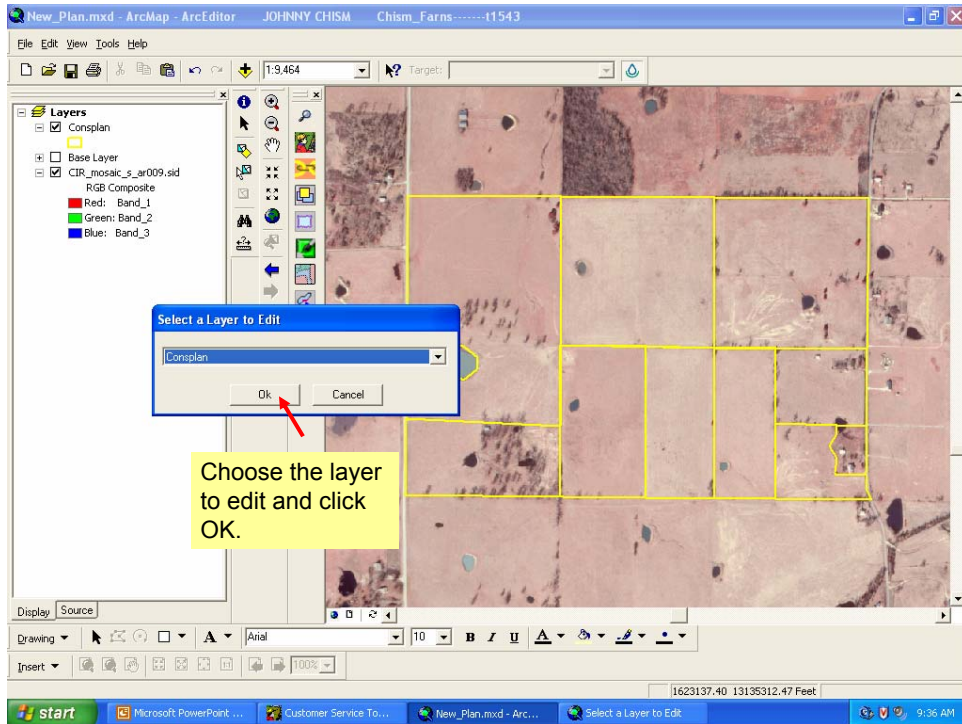 New_Plan.mxd - ArcMap - ArcEditor JOHNNY CHISM Chism_Farns-------t1543
File Edit View Tools Help
1:9,464 Target:
Layers
Consplan
Base Layer
CIR_mosaic_s_ar009.sid
RGB Composite
Red: Band_1
Green: Band_2
Blue: Band_3
Select a Layer to Edit
Consplan
Ok Cancel
Choose the layer
to edit and click
OK.
Display Source
Drawing A Arial 10 B I U A
Insert 100%
1623137.40 13135312.47 Feet
start Microsoft PowerPoint ... Customer Service To... New_Plan.mxd - Arc... Select a Layer to Edit 9:36 AM